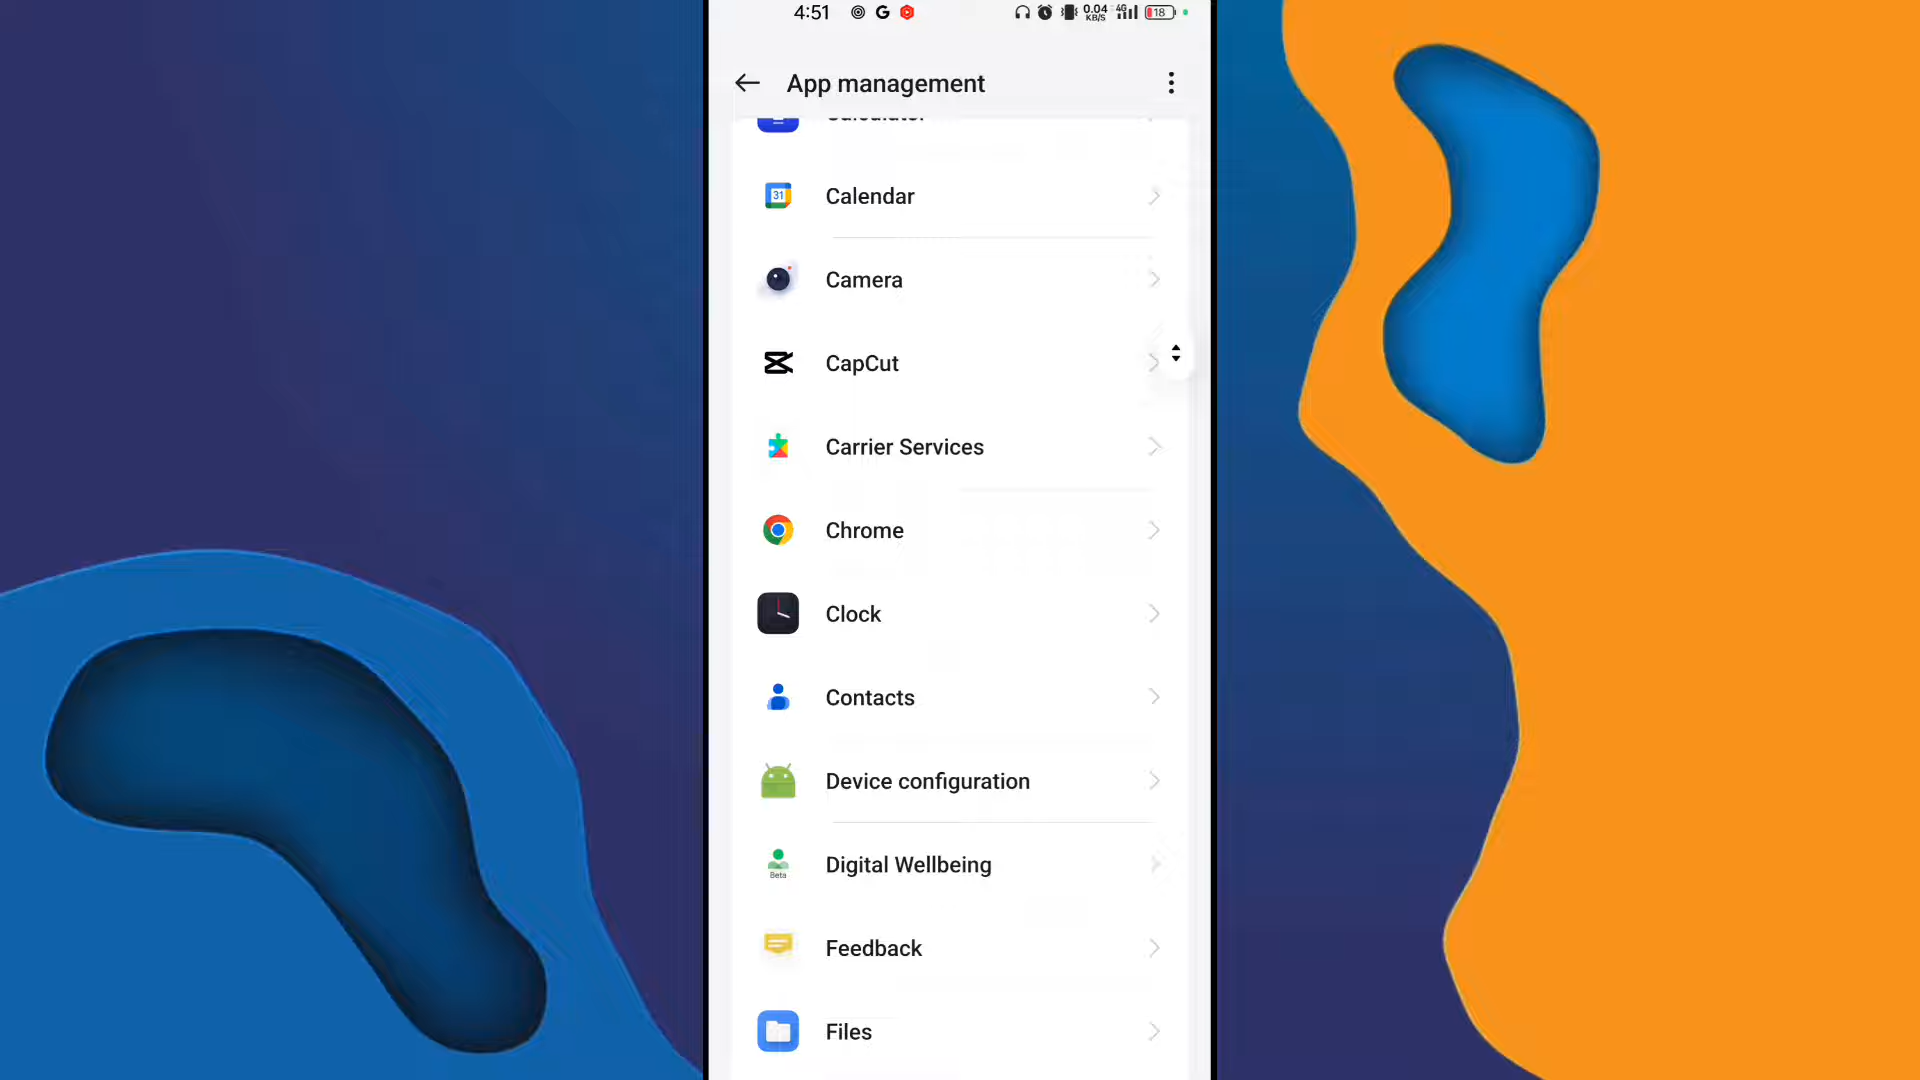 4:51
0.04
KB/S
4G
18
App management
Calculator
31
Calendar
Camera
CapCut
Carrier Services
Chrome
Clock
Contacts
Device configuration
Beta
Digital Wellbeing
Feedback
Files